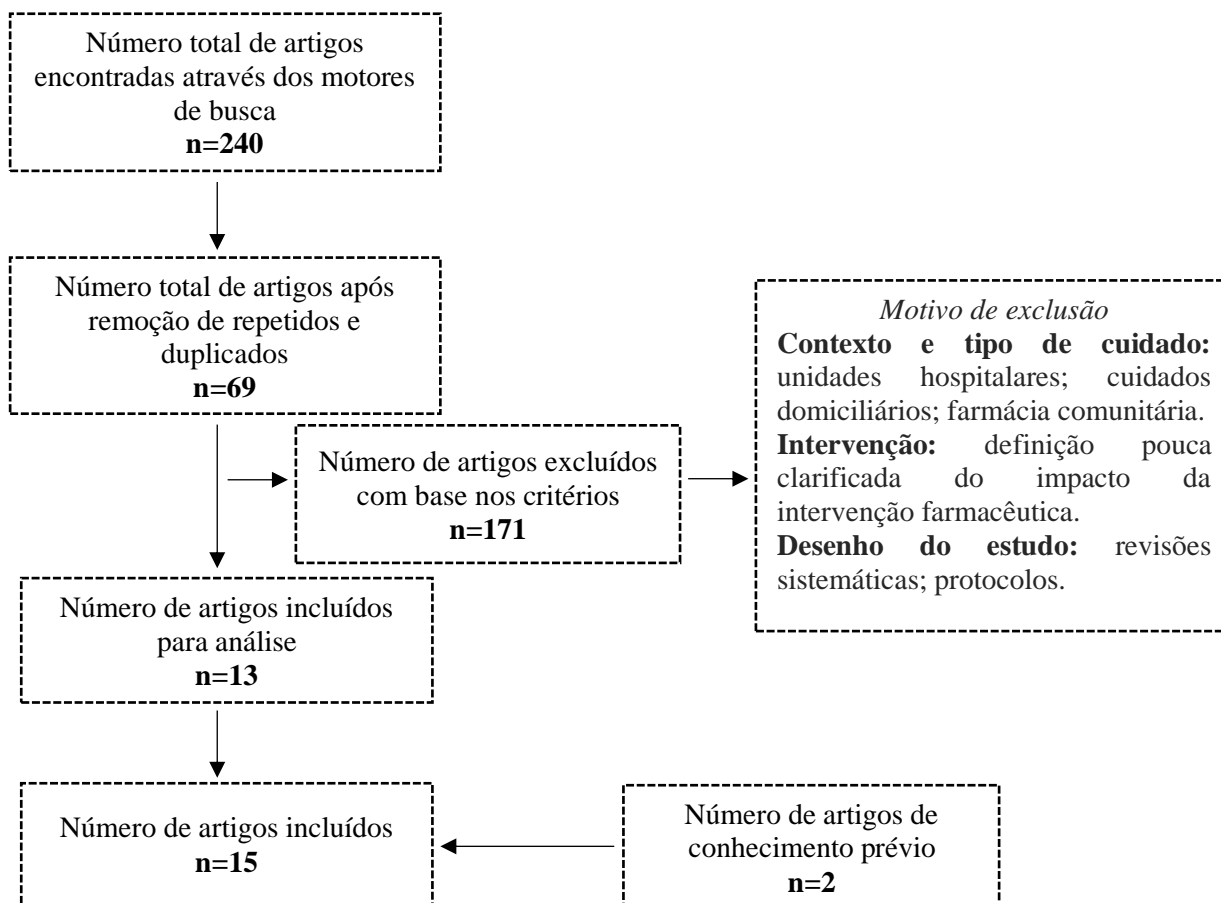 Número total de artigos
encontradas através dos motores
de busca
n=240
Número total de artigos após
remoção de repetidos e
duplicados
n=69
Motivo de exclusão
Contexto e tipo de cuidado:
unidades hospitalares; cuidados
domiciliários; farmácia comunitária.
Intervenção: definição pouca
clarificada do impacto da
intervenção farmacêutica.
Desenho do estudo: revisões
sistemáticas; protocolos.
Número de artigos excluídos
com base nos critérios
n=171
Número de artigos incluídos
para análise
n=13
Número de artigos incluídos
n=15
Número de artigos de
conhecimento prévio
n=2